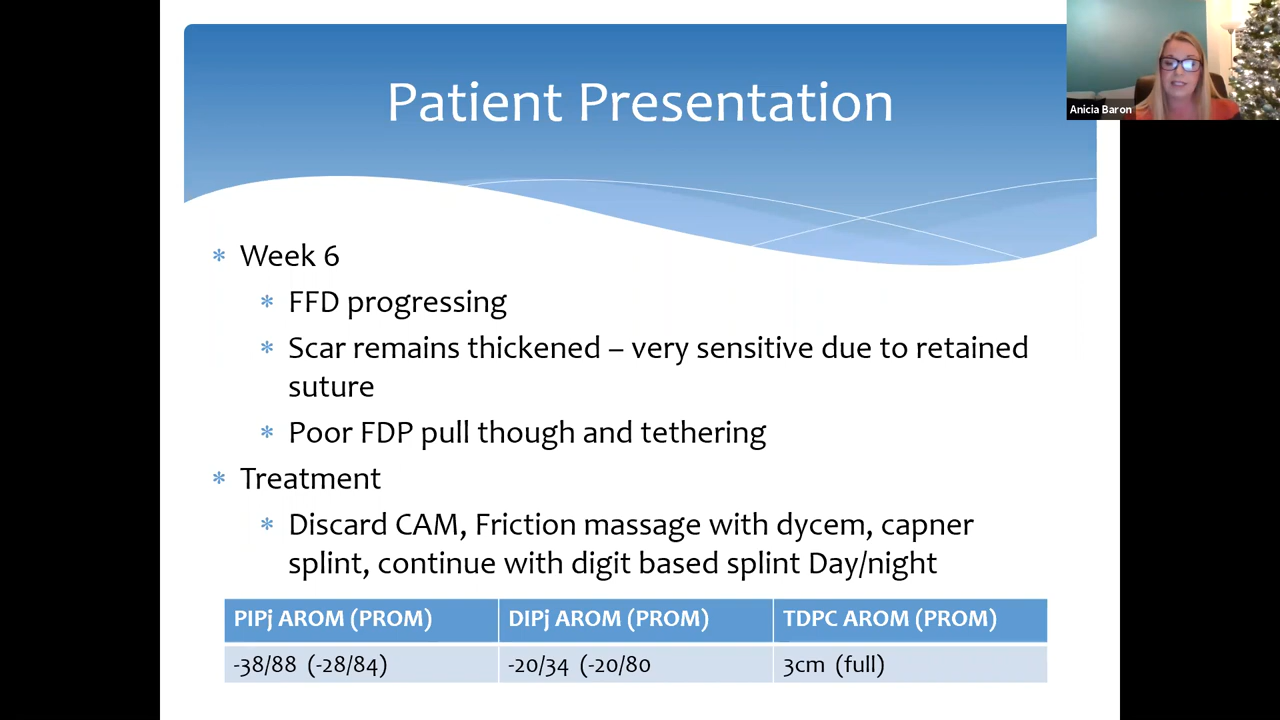 Patient Presentation
Anicia Baron
* Week 6
* FFD progressing
* Scar remains thickened – very sensitive due to retained
suture
* Poor FDP pull though and tethering
* Treatment
* Discard CAM, Friction massage with dycem, capner
splint, continue with digit based splint Day/night
PIPj AROM (PROM) DIPj AROM (PROM) TDPC AROM (PROM)
-38/88 (-28/84) -20/34 (-20/80 3cm (full)